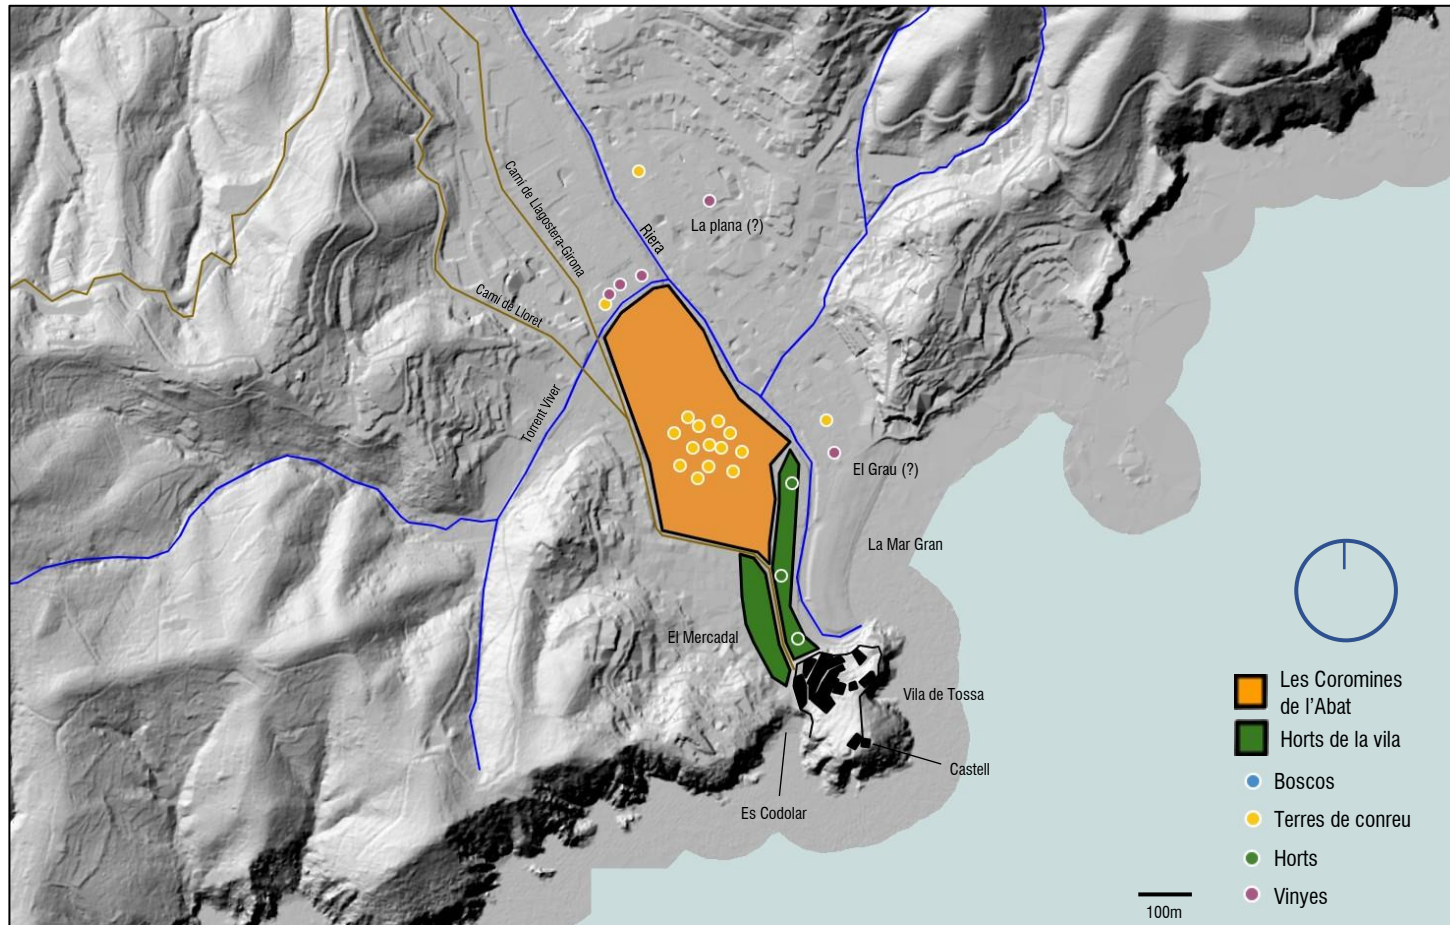 Camí de Llagostera-Girona
Riera
La plana (?)
Camí de Lloret
Torrent Viver
El Grau (?)
La Mar Gran
El Mercadal
Vila de Tossa
Castell
Es Codolar
Les Coromines
de l'Abat
Horts de la vila
Boscos
Terres de conreu
Horts
Vinyes
100m